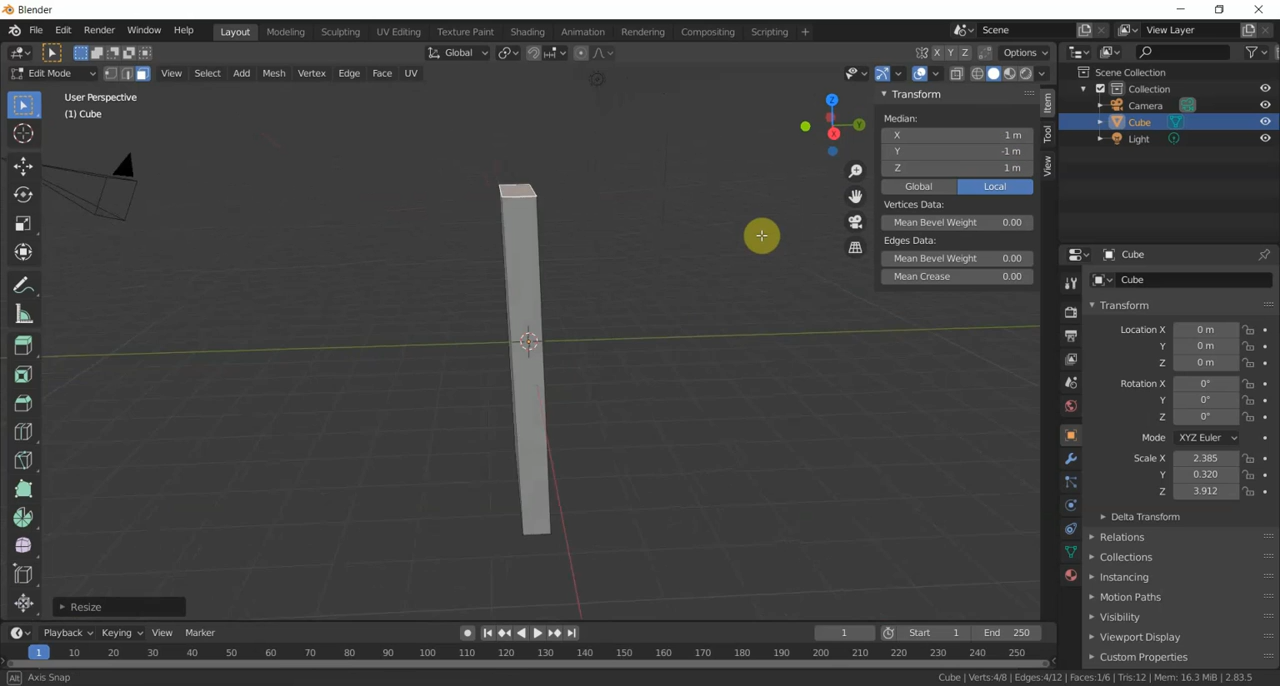 Blender
File Edit Render Window Help Layout Modeling Sculpting UV Editing Texture Paint Shading Animation Rendering Compositing Scripting + Scene View Layer
Global X Y Z Options
Edit Mode View Select Add Mesh Vertex Edge Face UV
User Perspective
(1) Cube
Z
Y
X
Transform
Median:
X 1 m
Y -1 m
Z 1 m
Global Local
Vertices Data:
Mean Bevel Weight 0.00
Edges Data:
Mean Bevel Weight 0.00
Mean Crease 0.00
Item
Tool
View
Scene Collection
Collection
Camera
Cube
Light
Cube
Cube
Transform
Location X 0 m
Y 0 m
Z 0 m
Rotation X 0°
Y 0°
Z 0°
Mode XYZ Euler
Scale X 2.385
Y 0.320
Z 3.912
Delta Transform
Relations
Collections
Instancing
Motion Paths
Visibility
Viewport Display
Custom Properties
Resize
Playback Keying View Marker 1 Start 1 End 250
1 10 20 30 40 50 60 70 80 90 100 110 120 130 140 150 160 170 180 190 200 210 220 230 240 250
Alt Axis Snap
Cube | Verts:4/8 | Edges:4/12 | Faces:1/6 | Tris:12 | Mem: 16.3 MiB | 2.83.5